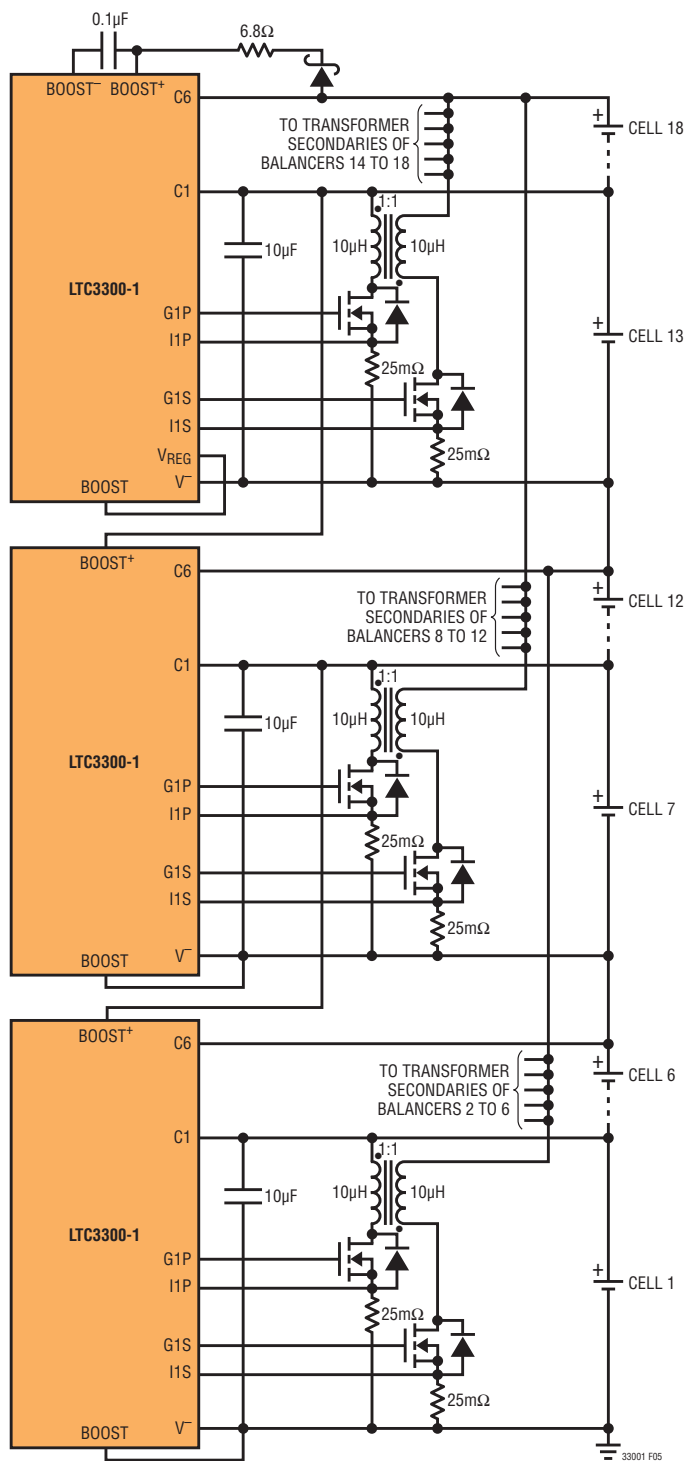 0.1µF
6.8Ω
BOOST– BOOST+
C6
TO TRANSFORMER
SECONDARIES OF
BALANCERS 14 TO 18
+
CELL 18
C1
1:1
10µF
10µH
10µH
LTC3300-1
G1P
I1P
+
CELL 13
25mΩ
G1S
I1S
25mΩ
VREG
V–
BOOST
BOOST+
C6
TO TRANSFORMER
SECONDARIES OF
BALANCERS 8 TO 12
+
CELL 12
C1
1:1
10µF
10µH
10µH
LTC3300-1
G1P
I1P
+
CELL 7
25mΩ
G1S
I1S
25mΩ
V–
BOOST
BOOST+
C6
TO TRANSFORMER
SECONDARIES OF
BALANCERS 2 TO 6
+
CELL 6
C1
1:1
10µF
10µH
10µH
LTC3300-1
G1P
I1P
+
CELL 1
25mΩ
G1S
I1S
25mΩ
V–
BOOST
33001 F05